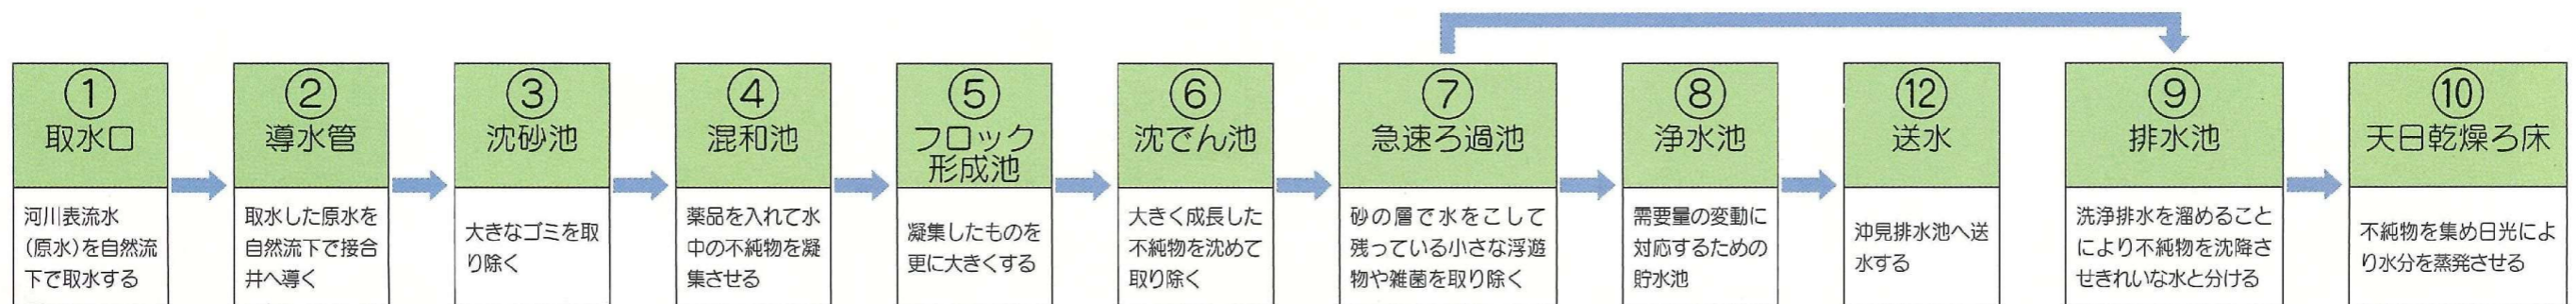 ①
取水口
河川表流水
(原水)を自然流
下で取水する
②
導水管
取水した原水を
自然流下で接合
井へ導く
③
沈砂池
大きなゴミを取
り除く
④
混和池
薬品を入れて水
中の不純物を凝
集させる
⑤
フロック
形成池
凝集したものを
更に大きくする
⑥
沈でん池
大きく成長した
不純物を沈めて
取り除く
⑦
急速ろ過池
砂の層で水をこして
残っている小さな浮遊
物や雑菌を取り除く
⑧
浄水池
需要量の変動に
対応するための
貯水池
⑫
送水
沖見排水池へ送
水する
⑨
排水池
洗浄排水を溜めること
により不純物を沈降さ
せきれいな水と分ける
⑩
天日乾燥ろ床
不純物を集め日光によ
り水分を蒸発させる